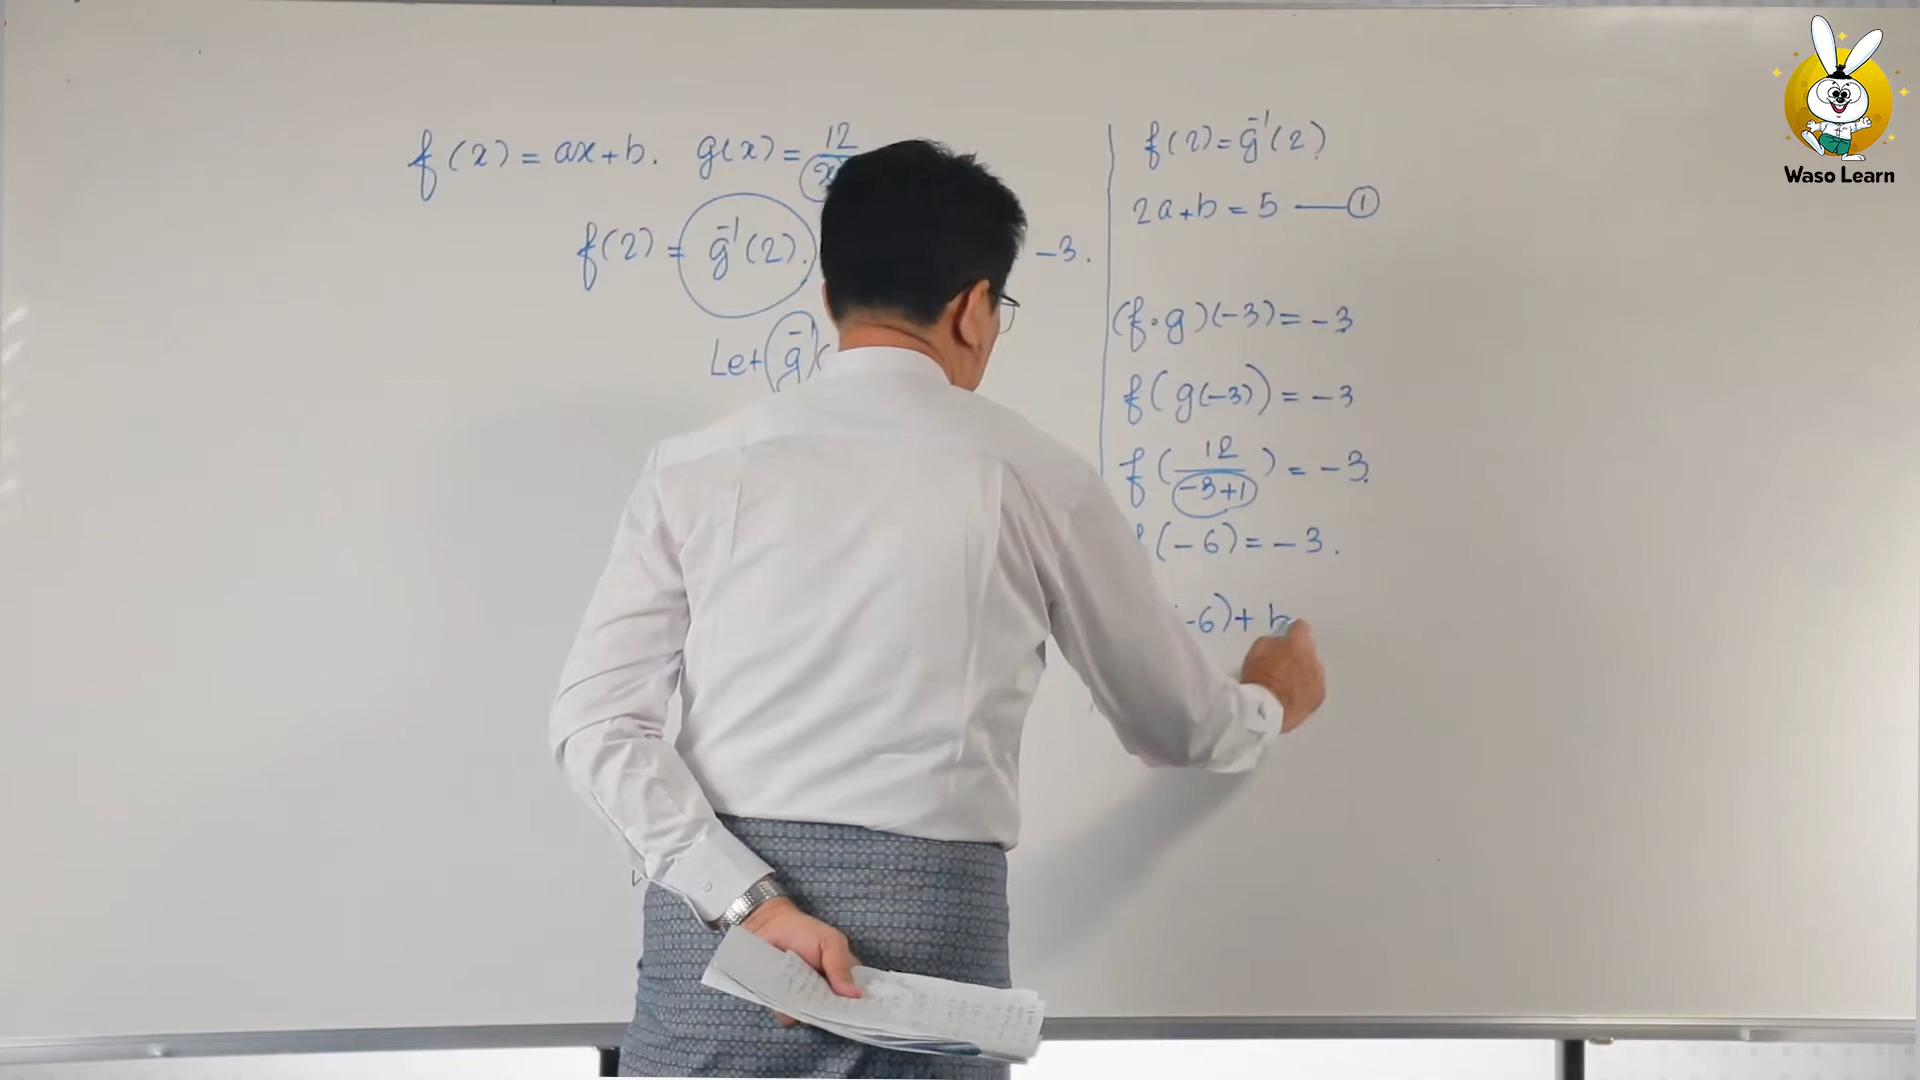 f(x) = ax+b. g(x) = 12
f(2) = g⁻¹(2). -3.
Let g⁻¹(
f(2) = g⁻¹(2)
2a+b = 5 —— ①
(f∘g)(-3) = -3
f(g(-3)) = -3
f(12/(-3+1)) = -3
(-6) = -3.
-6)+ b
Waso Learn